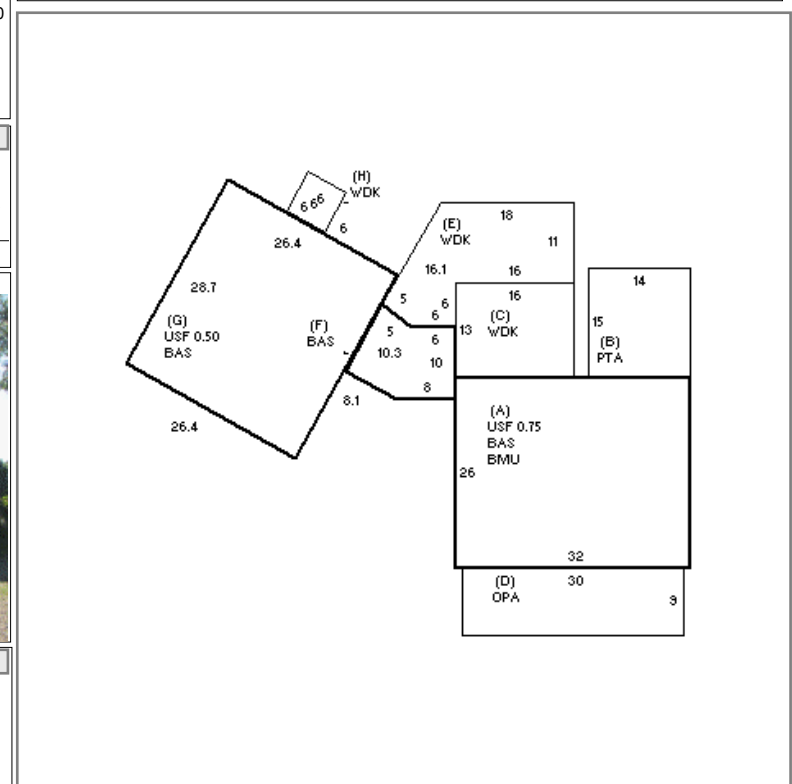 (H)
WDK
6 6 6
6
26.4
28.7
(G)
USF 0.50
BAS
26.4
(F)
BAS
(E)
WDK
18
11
16.1
16
5
6
6
16
(C)
WDK
13
5
6
10.3
10
8
8.1
14
15
(B)
PTA
(A)
USF 0.75
BAS
BMU
26
32
(D)
OPA
30
9